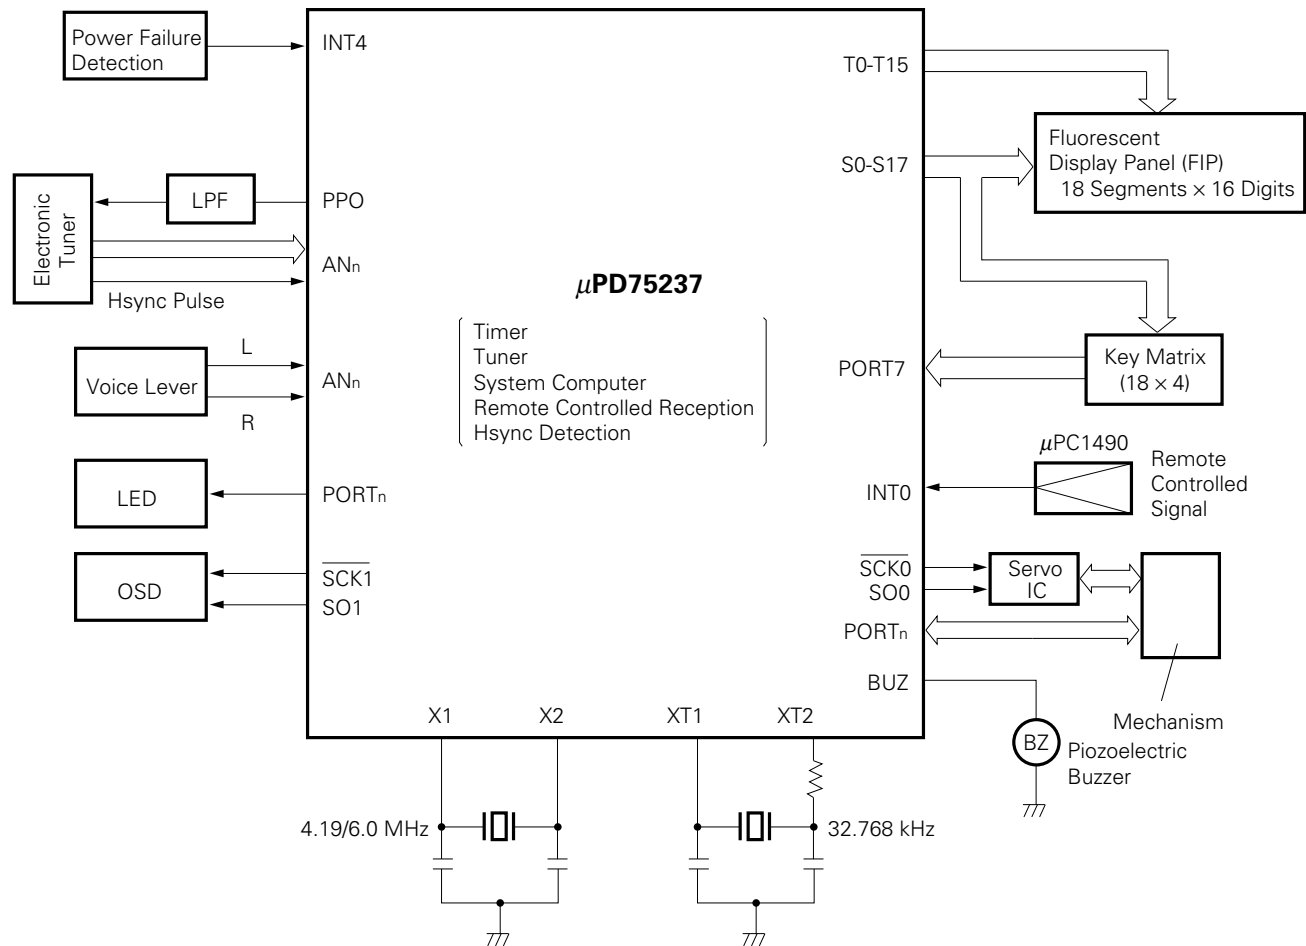 Power Failure
Detection
INT4
T0-T15
Fluorescent
Display Panel (FIP)
18 Segments × 16 Digits
S0-S17
LPF
PPO
Electronic
Tuner
ANn
Hsync Pulse
μPD75237
Timer
Tuner
System Computer
Remote Controlled Reception
Hsync Detection
L
Voice Lever
ANn
R
PORT7
Key Matrix
(18 × 4)
μPC1490
Remote
Controlled
Signal
INT0
LED
PORTn
OSD
SCK1
SO1
SCK0
SO0
Servo
IC
PORTn
BUZ
Mechanism
BZ
Piozoelectric
Buzzer
X1
X2
XT1
XT2
4.19/6.0 MHz
32.768 kHz